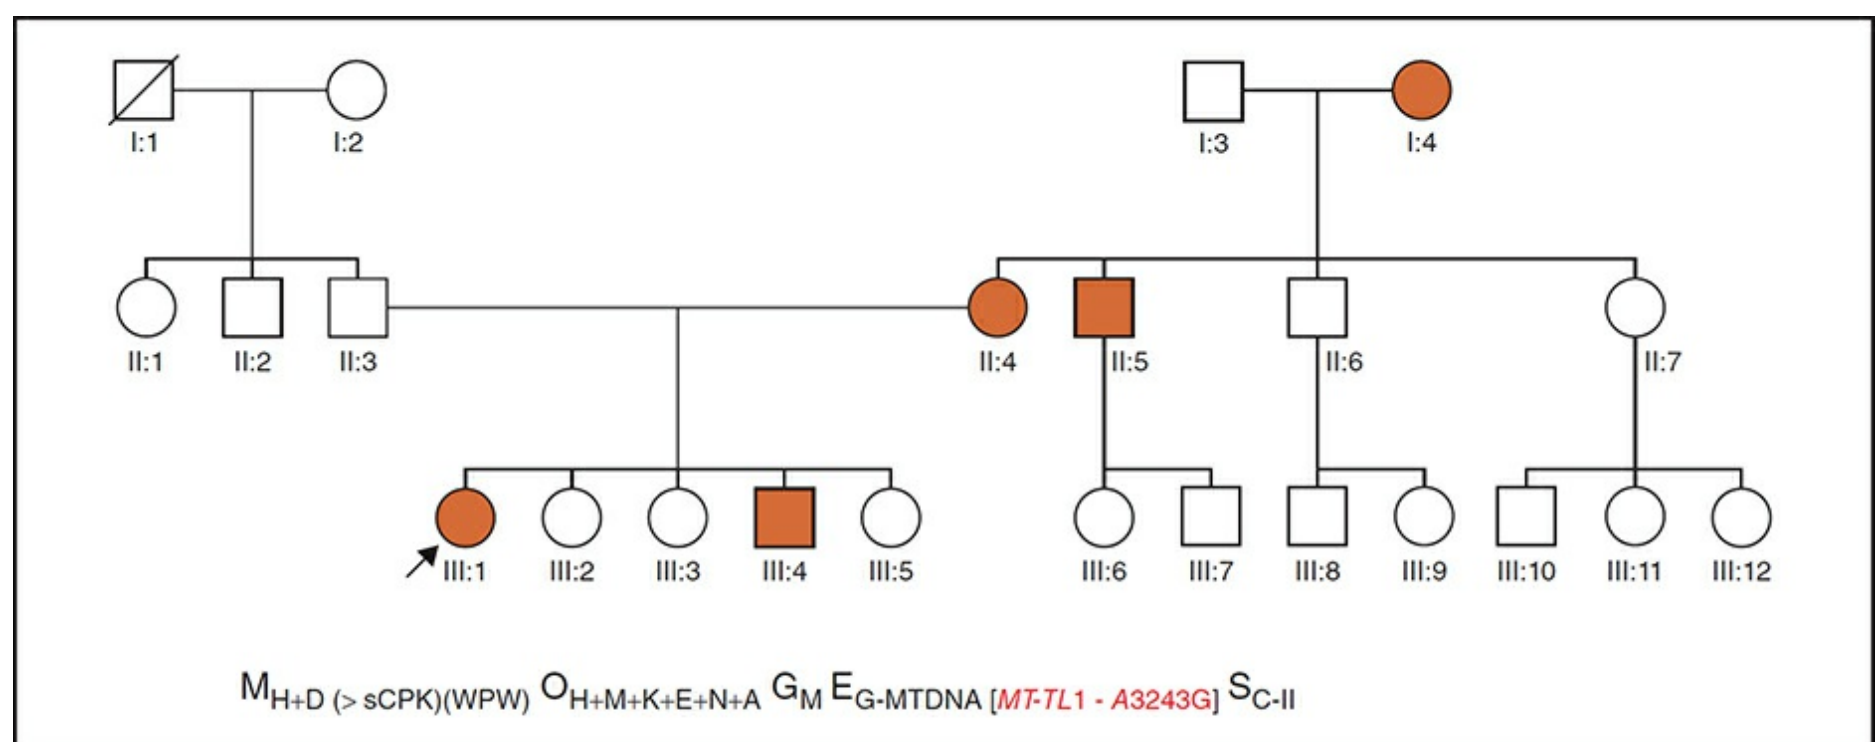 I:1 I:2 I:3 I:4
II:1 II:2 II:3 II:4 II:5 II:6 II:7
III:1 III:2 III:3 III:4 III:5 III:6 III:7 III:8 III:9 III:10 III:11 III:12
MH+D (> sCPK)(WPW) OH+M+K+E+N+A GM EG-MTDNA [MT-TL1 - A3243G] SC-II